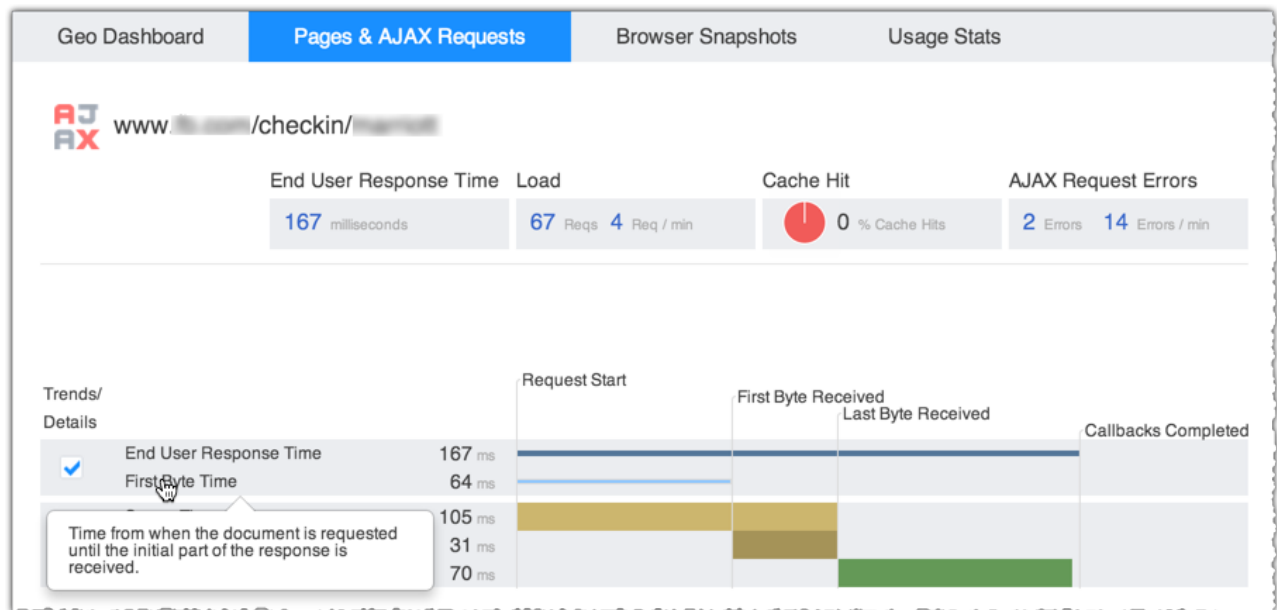 Geo Dashboard Pages & AJAX Requests Browser Snapshots Usage Stats
AJ
AX
www. /checkin/
End User Response Time Load Cache Hit AJAX Request Errors
167 milliseconds 67 Reqs 4 Req / min 0 % Cache Hits 2 Errors 14 Errors / min
Request Start
Trends/
First Byte Received
Last Byte Received
Details
Callbacks Completed
End User Response Time 167 ms
First Byte Time 64 ms
105 ms
Time from when the document is requested
until the initial part of the response is
received.
31 ms
70 ms